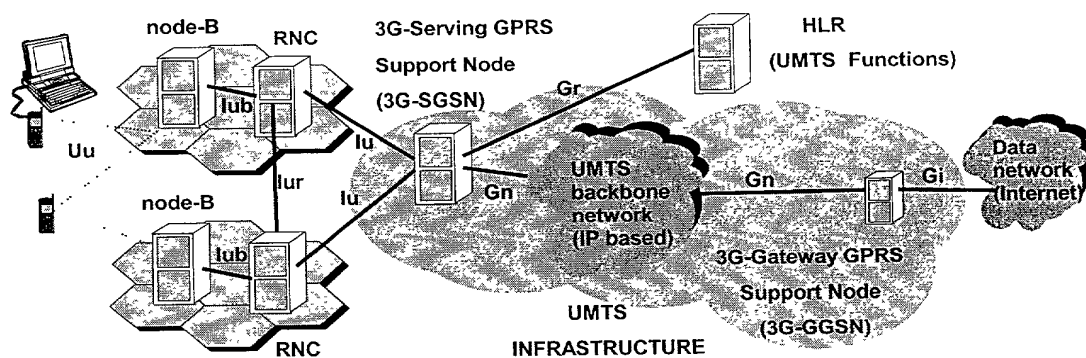 node-B
RNC
Iub
Uu
3G-Serving GPRS
Support Node
(3G-SGSN)
Iu
Iur
Iu
node-B
Iub
RNC
Gr
HLR
(UMTS Functions)
Gn
UMTS
backbone
network
(IP based)
Gn
Gi
Data
network
(Internet)
3G-Gateway GPRS
Support Node
(3G-GGSN)
UMTS
INFRASTRUCTURE